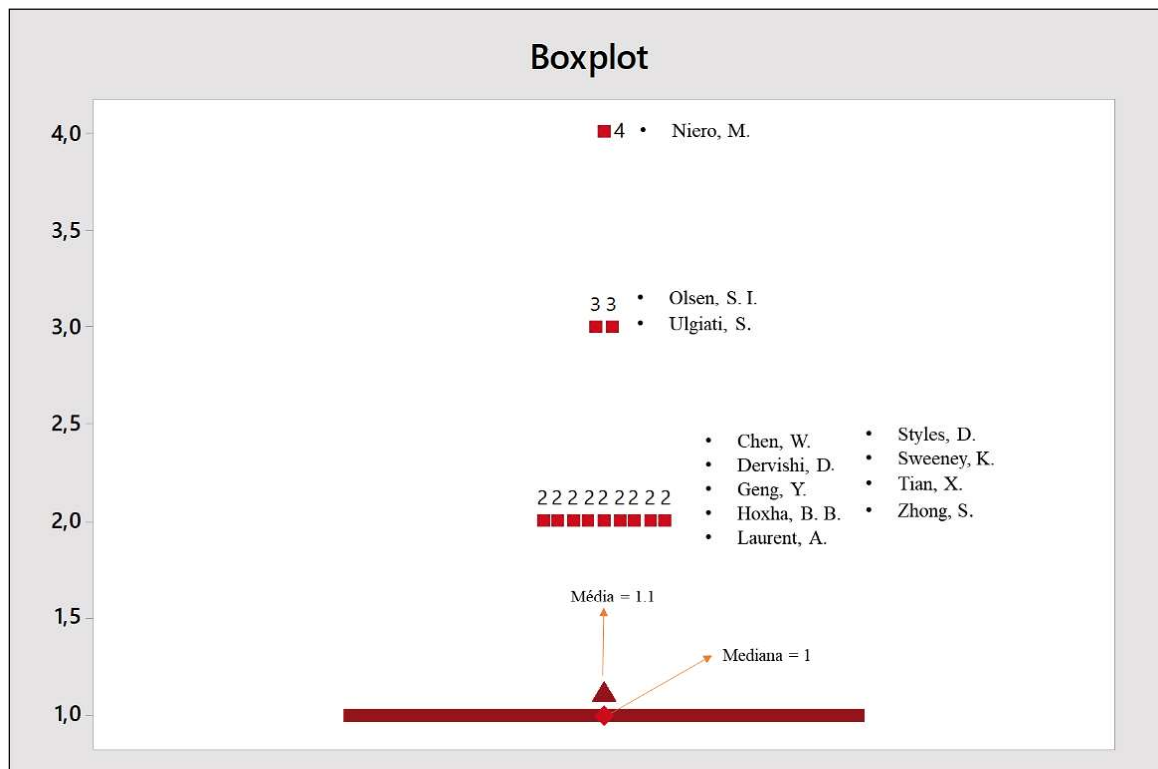 Boxplot
4,0
4 • Niero, M.
3,5
3 3
• Olsen, S. I.
3,0
• Ulgiati, S.
2,5
• Chen, W.
• Dervishi, D.
• Geng, Y.
• Hoxha, B. B.
• Laurent, A.
• Styles, D.
• Sweeney, K.
• Tian, X.
• Zhong, S.
2 2 2 2 2 2 2 2 2
2,0
Média = 1.1
1,5
Mediana = 1
1,0